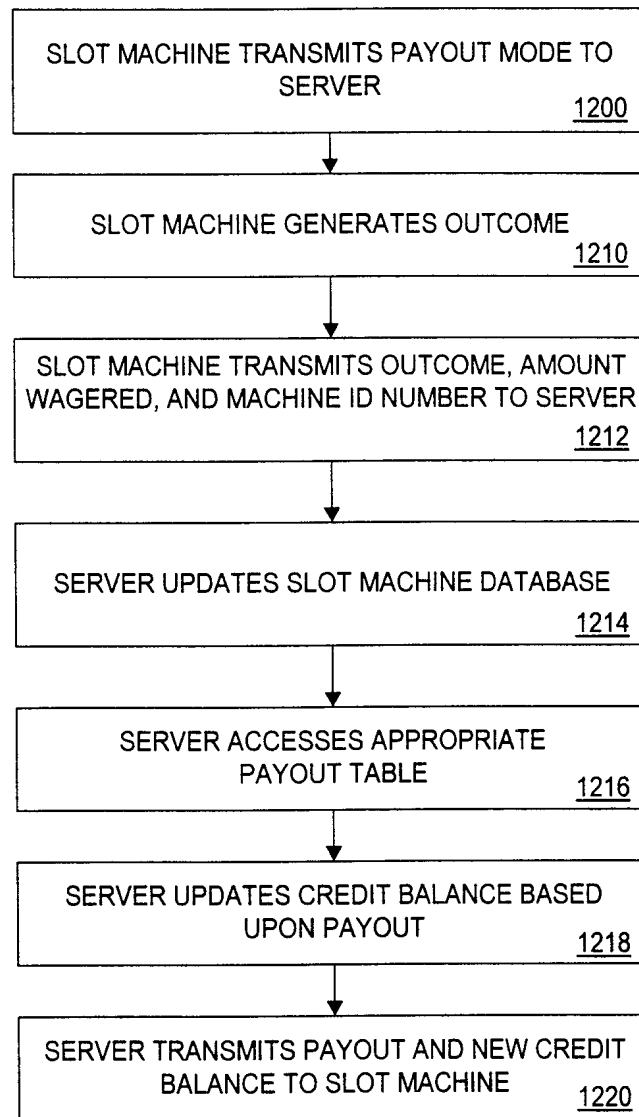 SLOT MACHINE TRANSMITS PAYOUT MODE TO
SERVER
1200
SLOT MACHINE GENERATES OUTCOME
1210
SLOT MACHINE TRANSMITS OUTCOME, AMOUNT
WAGERED, AND MACHINE ID NUMBER TO SERVER
1212
SERVER UPDATES SLOT MACHINE DATABASE
1214
SERVER ACCESSES APPROPRIATE
PAYOUT TABLE
1216
SERVER UPDATES CREDIT BALANCE BASED
UPON PAYOUT
1218
SERVER TRANSMITS PAYOUT AND NEW CREDIT
BALANCE TO SLOT MACHINE
1220